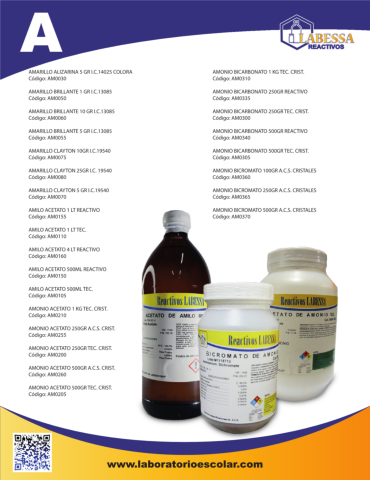 A
LABESSA
REACTIVOS
AMARILLO ALIZARINA 5 GR I.C.14025 COLORA
Código: AM0030
AMARILLO BRILLANTE 1 GR I.C.13085
Código: AM0050
AMARILLO BRILLANTE 10 GR I.C.13085
Código: AM0060
AMARILLO BRILLANTE 5 GR I.C.13085
Código: AM0055
AMARILLO CLAYTON 10GR I.C.19540
Código: AM0075
AMARILLO CLAYTON 25GR I.C. 19540
Código: AM0080
AMARILLO CLAYTON 5 GR I.C.19540
Código: AM0070
AMILO ACETATO 1 LT REACTIVO
Código: AM0155
AMILO ACETATO 1 LT TEC.
Código: AM0110
AMILO ACETATO 4 LT REACTIVO
Código: AM0160
AMILO ACETATO 500ML REACTIVO
Código: AM0150
AMILO ACETATO 500ML TEC.
Código: AM0105
AMONIO ACETATO 1 KG TEC. CRIST.
Código: AM0210
AMONIO ACETATO 250GR A.C.S. CRIST.
Código: AM0255
AMONIO ACETATO 250GR TEC. CRIST.
Código: AM0200
AMONIO ACETATO 500GR A.C.S. CRIST.
Código: AM0260
AMONIO ACETATO 500GR TEC. CRIST.
Código: AM0205
AMONIO BICARBONATO 1 KG TEC. CRIST.
Código: AM0310
AMONIO BICARBONATO 250GR REACTIVO
Código: AM0335
AMONIO BICARBONATO 250GR TEC. CRIST.
Código: AM0300
AMONIO BICARBONATO 500GR REACTIVO
Código: AM0340
AMONIO BICARBONATO 500GR TEC. CRIST.
Código: AM0305
AMONIO BICROMATO 100GR A.C.S. CRISTALES
Código: AM0360
AMONIO BICROMATO 250GR A.C.S. CRISTALES
Código: AM0365
AMONIO BICROMATO 500GR A.C.S. CRISTALES
Código: AM0370
Reactivos LABESSA
ACETATO DE AMILO
Reactivos LABESSA
DICROMATO DE AMONIO
Reactivos LABESSA
ACETATO DE AMONIO
www.laboratorioescolar.com